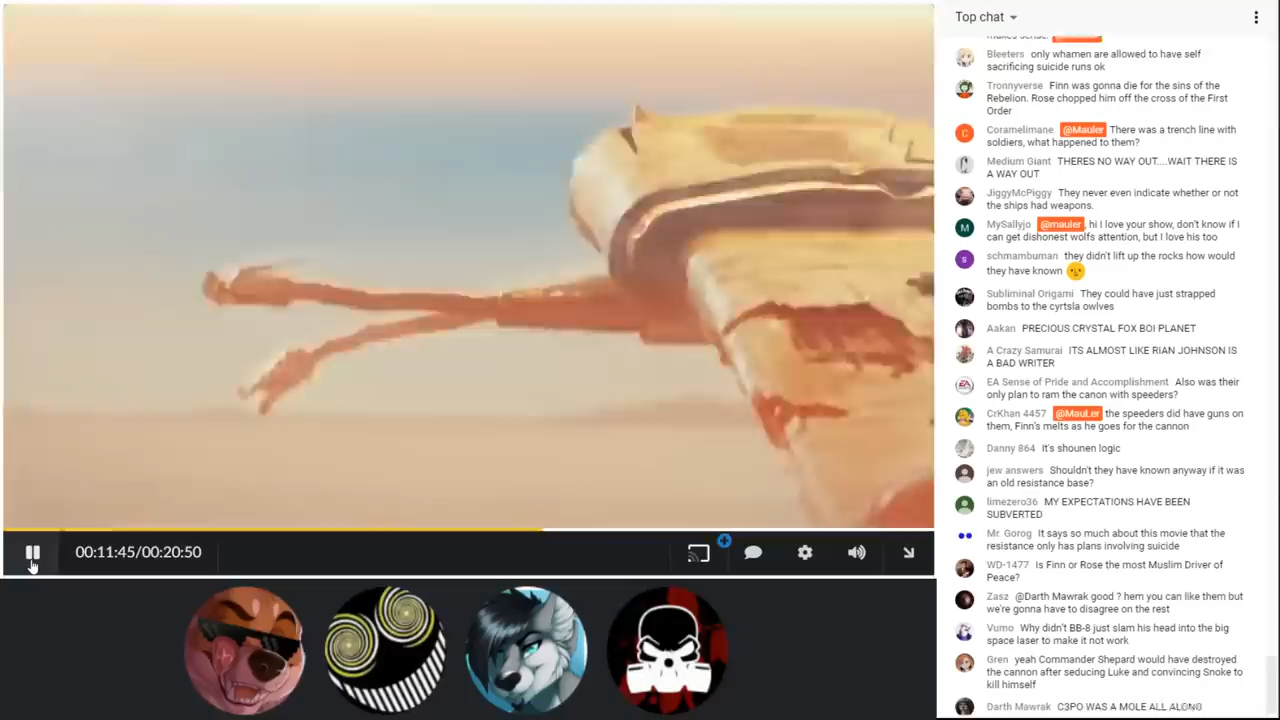 Top chat
makes sense. @Mauler
Bleeters only whamen are allowed to have self
sacrificing suicide runs ok
Tronnyverse Finn was gonna die for the sins of the
Rebelion. Rose chopped him off the cross of the First
Order
C
Coramelimane @Mauler There was a trench line with
soldiers, what happened to them?
Medium Giant THERES NO WAY OUT....WAIT THERE IS
A WAY OUT
JiggyMcPiggy They never even indicate whether or not
the ships had weapons.
M
MySallyjo @mauler, hi I love your show, don't know if I
can get dishonest wolfs attention, but I love his too
s
schmambuman they didn't lift up the rocks how would
they have known
Subliminal Origami They could have just strapped
bombs to the cyrtsla owlves
Aakan PRECIOUS CRYSTAL FOX BOI PLANET
A Crazy Samurai ITS ALMOST LIKE RIAN JOHNSON IS
A BAD WRITER
EA
EA Sense of Pride and Accomplishment Also was their
only plan to ram the canon with speeders?
CrKhan 4457 @MauLer the speeders did have guns on
them, Finn's melts as he goes for the cannon
Danny 864 It's shounen logic
jew answers Shouldn't they have known anyway if it was
an old resistance base?
limezero36 MY EXPECTATIONS HAVE BEEN
SUBVERTED
Mr. Gorog It says so much about this movie that the
resistance only has plans involving suicide
WD-1477 Is Finn or Rose the most Muslim Driver of
Peace?
Zasz @Darth Mawrak good ? hem you can like them but
we're gonna have to disagree on the rest
Vumo Why didn't BB-8 just slam his head into the big
space laser to make it not work
Gren yeah Commander Shepard would have destroyed
the cannon after seducing Luke and convincing Snoke to
kill himself
Darth Mawrak C3PO WAS A MOLE ALL ALONG
00:11:45/00:20:50